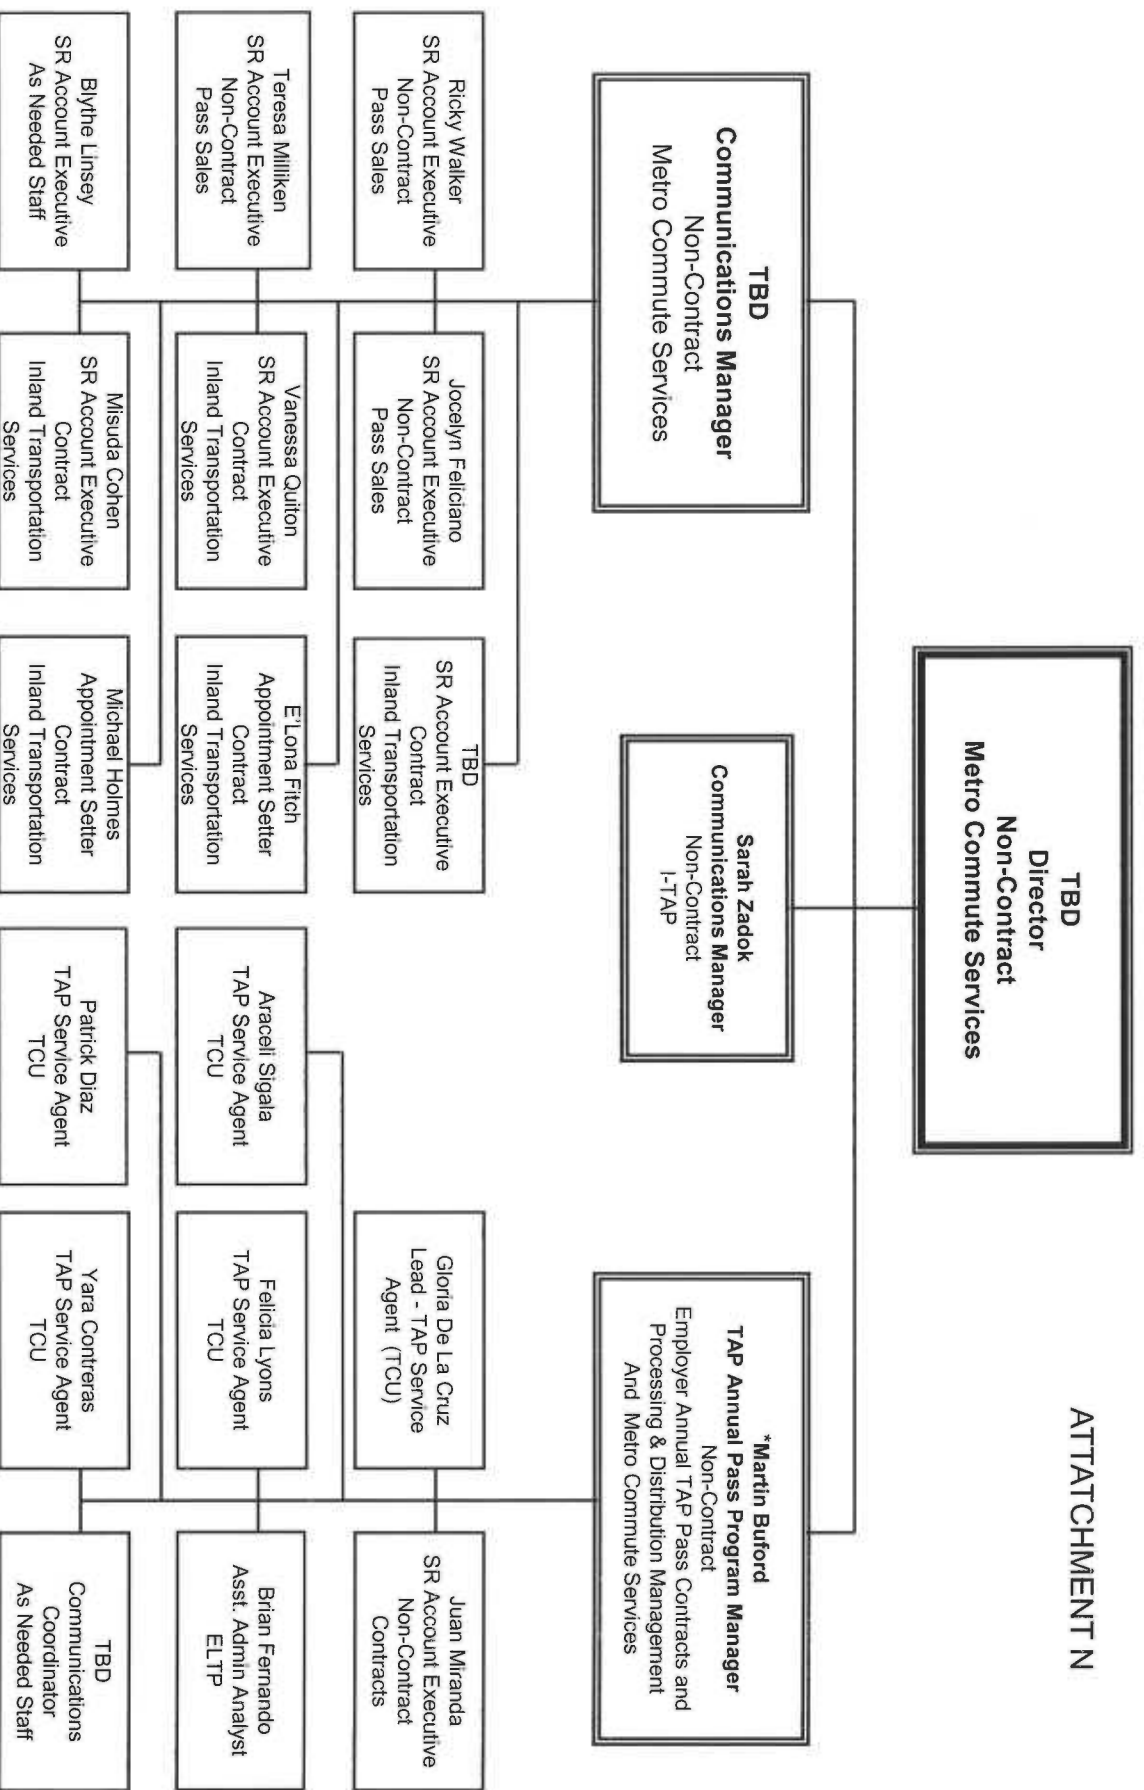 ATTATCHMENT N
TBD
Director
Non-Contract
Metro Commute Services
TBD
Communications Manager
Non-Contract
Metro Commute Services
Sarah Zadok
Communications Manager
Non-Contract
I-TAP
*Martin Buford
TAP Annual Pass Program Manager
Non-Contract
Employer Annual TAP Pass Contracts and
Processing & Distribution Management
And Metro Commute Services
Ricky Walker
SR Account Executive
Non-Contract
Pass Sales
Jocelyn Feliciano
SR Account Executive
Non-Contract
Pass Sales
TBD
SR Account Executive
Contract
Inland Transportation
Services
Gloria De La Cruz
Lead - TAP Service
Agent (TCU)
Juan Miranda
SR Account Executive
Non-Contract
Contracts
Teresa Milliken
SR Account Executive
Non-Contract
Pass Sales
Vanessa Quiton
SR Account Executive
Contract
Inland Transportation
Services
E'Lona Fitch
Appointment Setter
Contract
Inland Transportation
Services
Araceli Sigala
TAP Service Agent
TCU
Felicia Lyons
TAP Service Agent
TCU
Brian Fernando
Asst. Admin Analyst
ELTP
Blythe Linsey
SR Account Executive
As Needed Staff
Misuda Cohen
SR Account Executive
Contract
Inland Transportation
Services
Michael Holmes
Appointment Setter
Contract
Inland Transportation
Services
Patrick Diaz
TAP Service Agent
TCU
Yara Contreras
TAP Service Agent
TCU
TBD
Communications
Coordinator
As Needed Staff